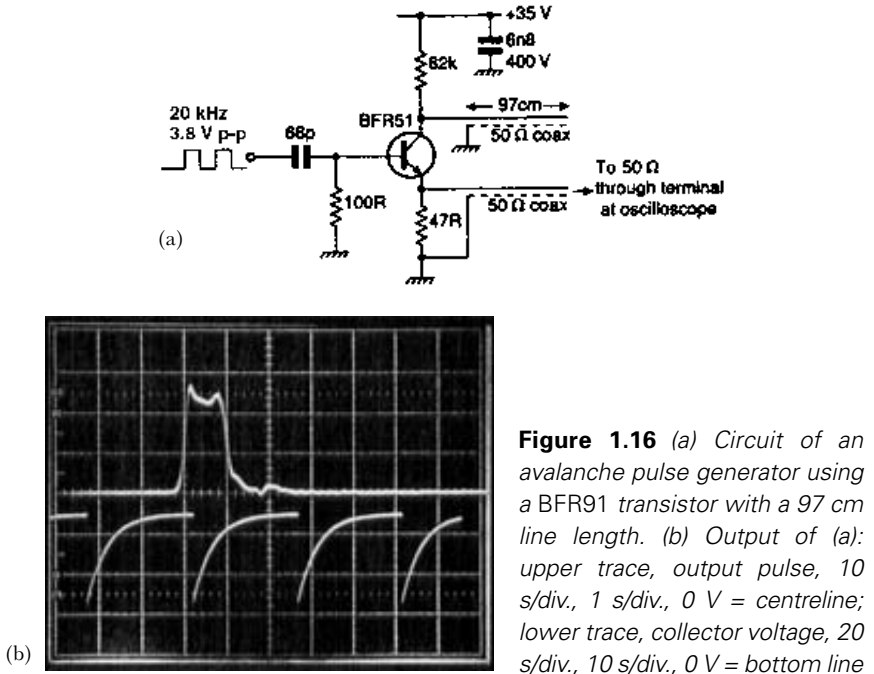 +35 V
6n8
400 V
82k
97cm
20 kHz
3.8 V p-p
68p
BFR51
50 Ω coax
To 50 Ω
through terminal
at oscilloscope
100R
47R
50 Ω coax
(a)
(b)
Figure 1.16 (a) Circuit of an
avalanche pulse generator using
a BFR91 transistor with a 97 cm
line length. (b) Output of (a):
upper trace, output pulse, 10
s/div., 1 s/div., 0 V = centreline;
lower trace, collector voltage, 20
s/div., 10 s/div., 0 V = bottom line